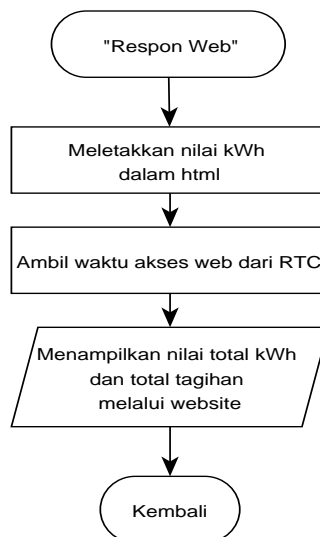 "Respon Web"
Meletakkan nilai kWh
dalam html
Ambil waktu akses web dari RTC
Menampilkan nilai total kWh
dan total tagihan
melalui website
Kembali